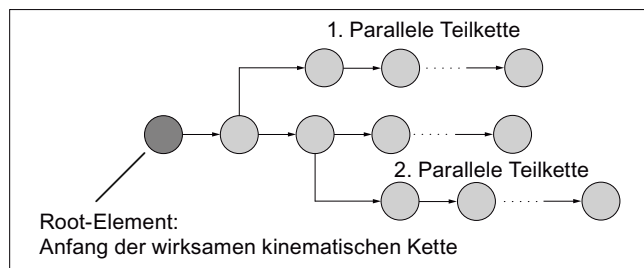 1. Parallele Teilkette
2. Parallele Teilkette
Root-Element:
Anfang der wirksamen kinematischen Kette